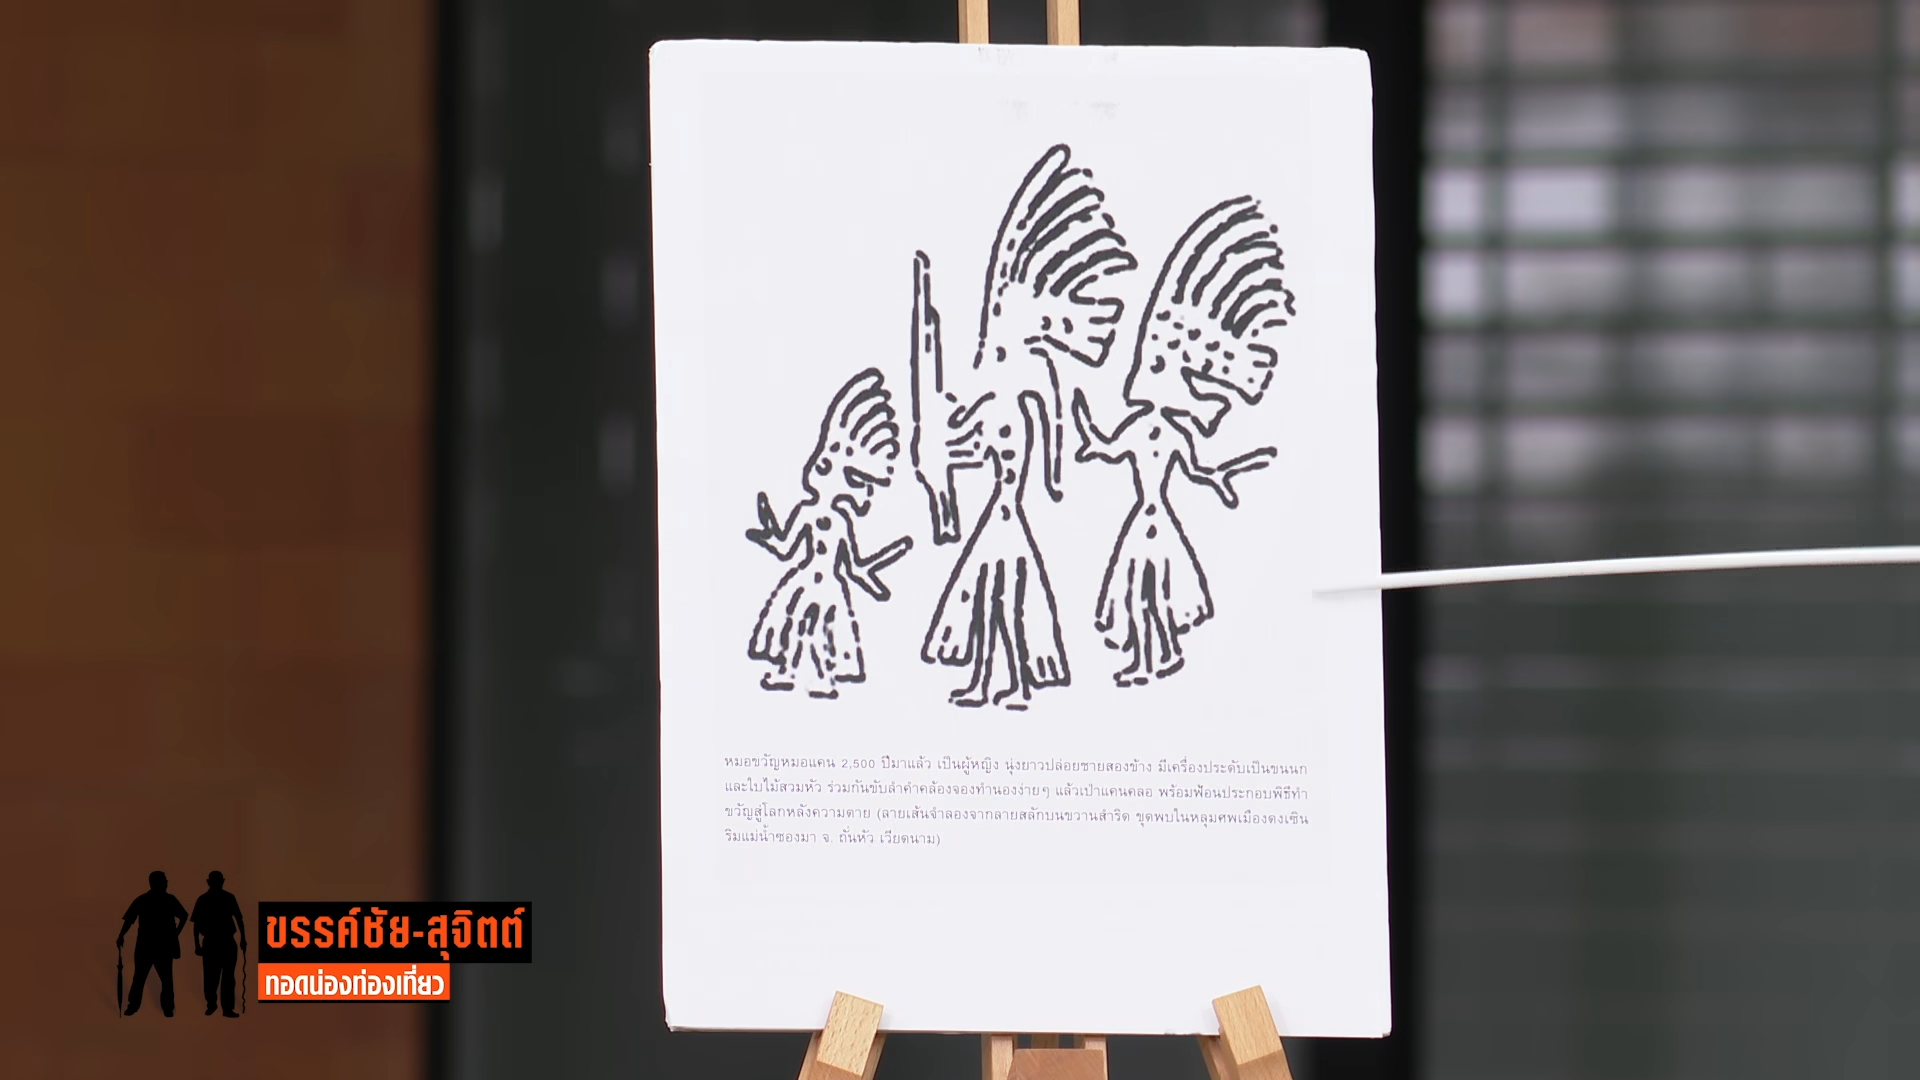 หมอขวัญหมอแคน 2,500 ปีมาแล้ว เป็นผู้หญิง นุ่งยาวปล่อยชายสองข้าง มีเครื่องประดับเป็นขนนก
และใบไม้สวมหัว ร่วมกันขับลำคำคล้องจองทำนองง่ายๆ แล้วเป่าแคนคลอ พร้อมฟ้อนประกอบพิธีทำ
ขวัญสู่โลกหลังความตาย (ลายเส้นจำลองจากลายสลักบนขวานสำริด ขุดพบในหลุมศพเมืองดงเซิน
ริมแม่น้ำซองมา จ. ถั่นหัว เวียดนาม)
ขรรค์ชัย-สุจิตต์
ทอดน่องท่องเที่ยว